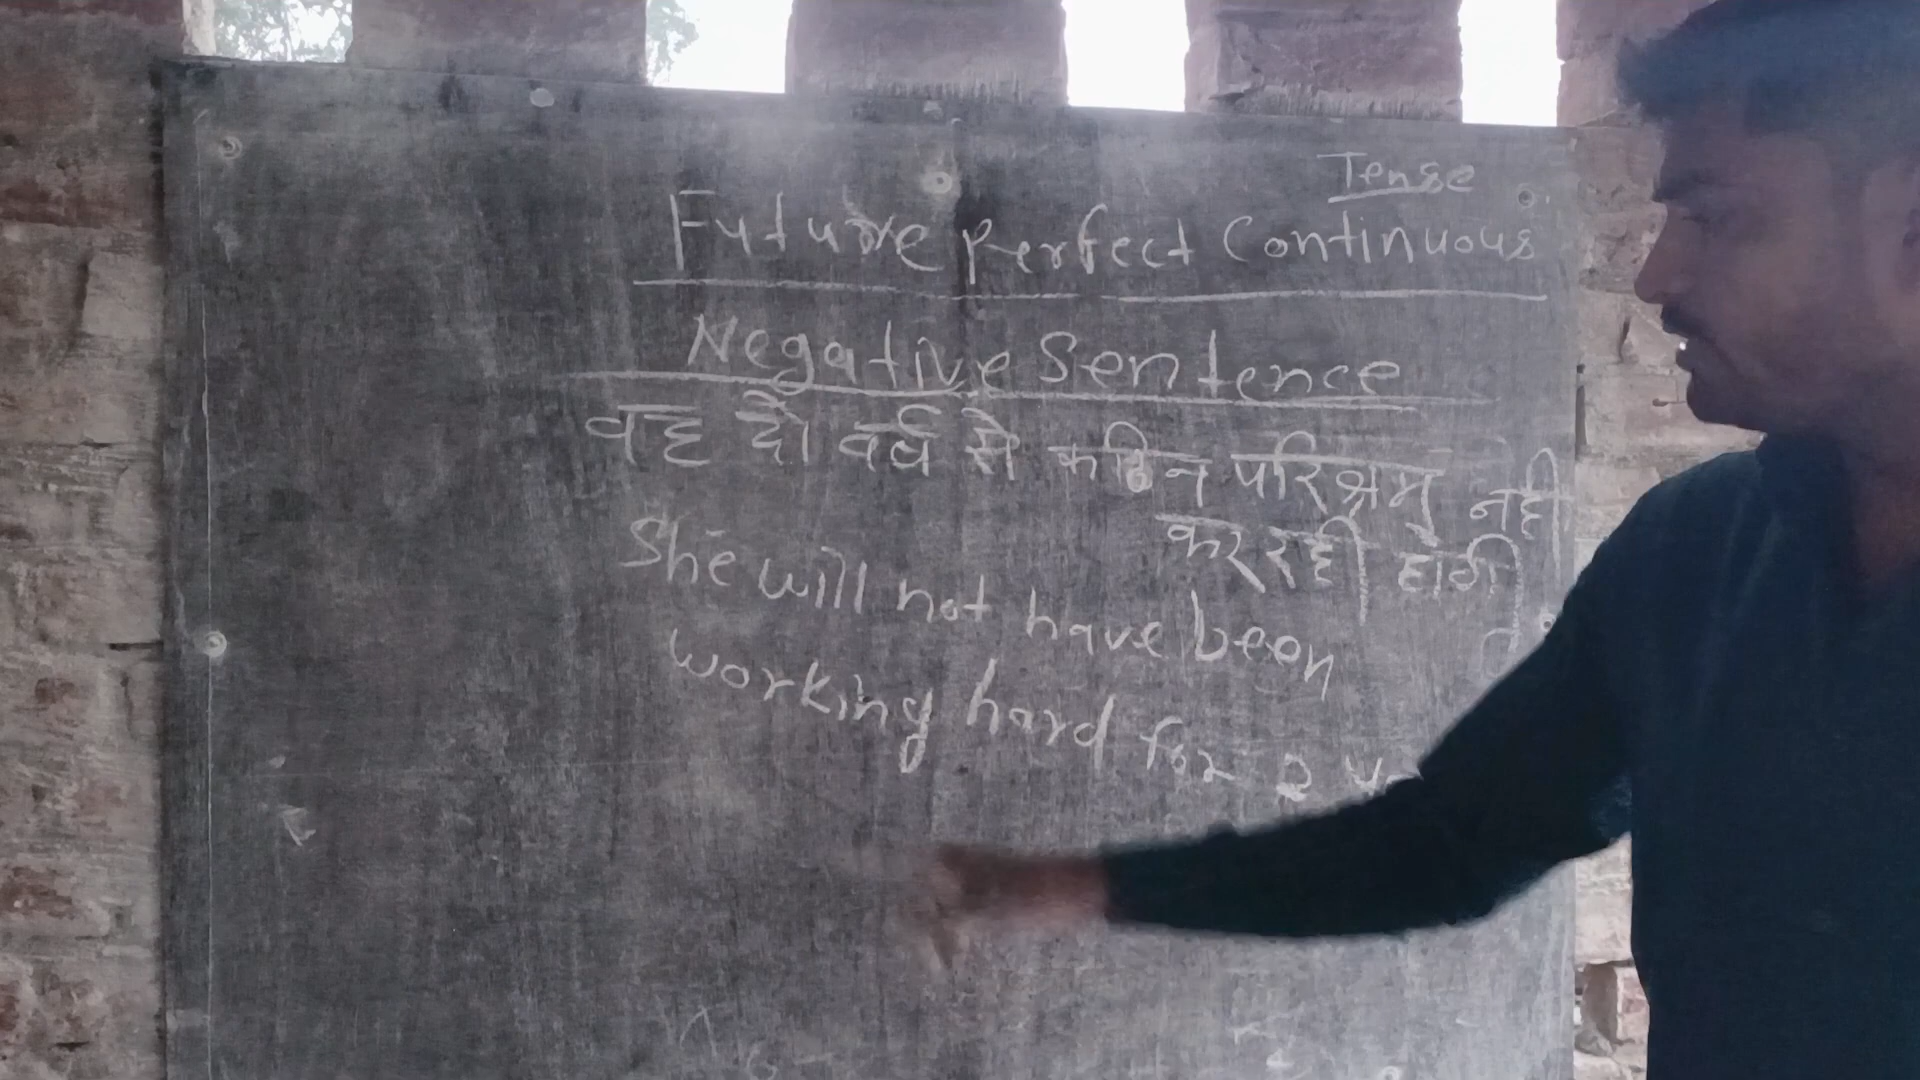 Tense
Future Perfect Continuous
Negative Sentence
वह दो वर्ष से कठिन परिश्रम नही
कर रही होगी
She will not have been
working hard for 2